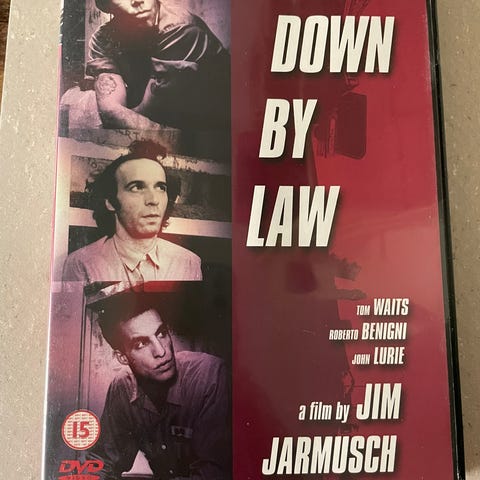 DOWN
BY
LAW
TOM WAITS
ROBERTO BENIGNI
JOHN LURIE
a film by JIM
JARMUSCH
15
DVD